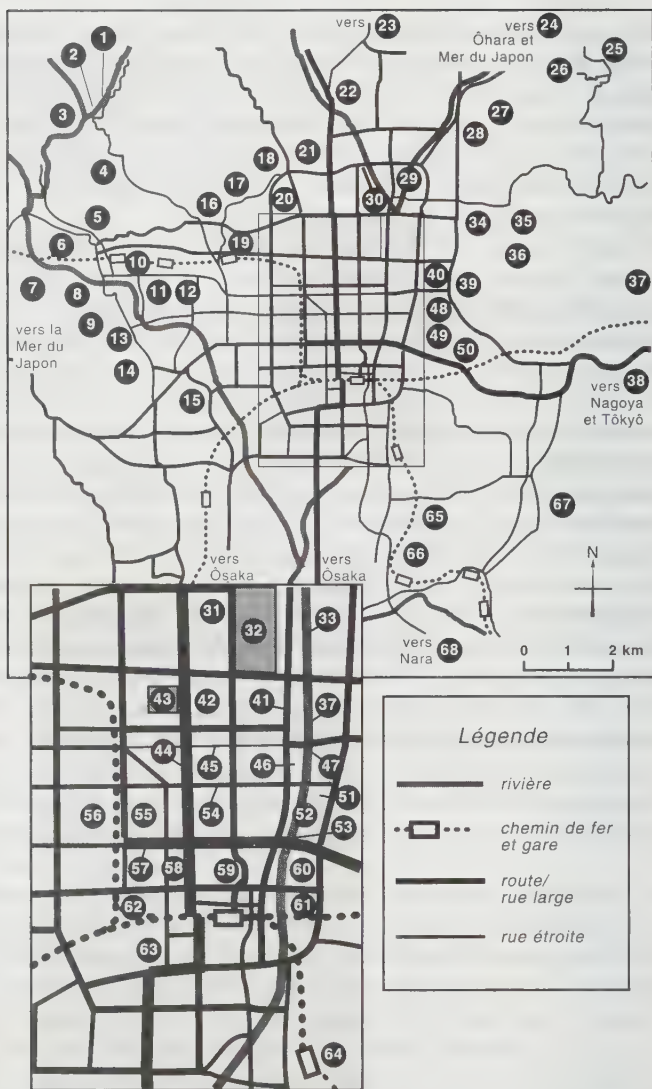 23
vers
1
2
vers
Ôhara et
Mer du Japon
24
25
26
3
22
27
28
21
18
4
17
29
30
20
16
34
35
5
19
36
6
10
40
39
37
7
8
11
12
48
9
13
49
50
vers la
Mer du
Japon
14
15
vers
38
Nagoya
et Tôkyô
65
67
66
vers
Ôsaka
vers
Ôsaka
N
vers
Nara
68
0 1 2 km
31
32
33
43
42
41
37
44
45
46
47
51
56
55
54
52
53
57
58
59
60
62
61
63
64
Légende
rivière
chemin de fer
et gare
route/
rue large
rue étroite